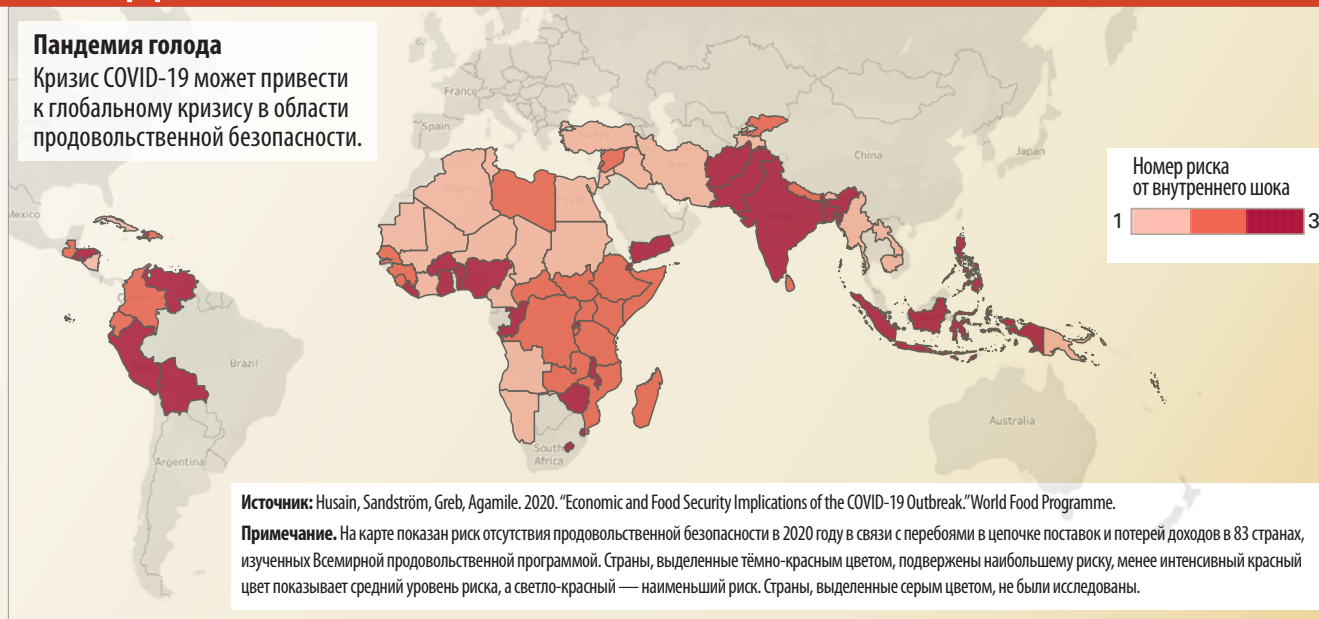 Пандемия голода
Кризис COVID-19 может привести
к глобальному кризису в области
продовольственной безопасности.
France
Spain
Turkey
Iran
China
Japan
Mexico
Algeria
Egypt
India
Номер риска
от внутреннего шока
1
3
Colombia
Peru
Brazil
Argentina
South
Africa
Australia
Источник: Husain, Sandström, Greb, Agamile. 2020. “Economic and Food Security Implications of the COVID-19 Outbreak.” World Food Programme.
Примечание. На карте показан риск отсутствия продовольственной безопасности в 2020 году в связи с перебоями в цепочке поставок и потерей доходов в 83 странах,
изученных Всемирной продовольственной программой. Страны, выделенные тёмно-красным цветом, подвержены наибольшему риску, менее интенсивный красный
цвет показывает средний уровень риска, а светло-красный — наименьший риск. Страны, выделенные серым цветом, не были исследованы.